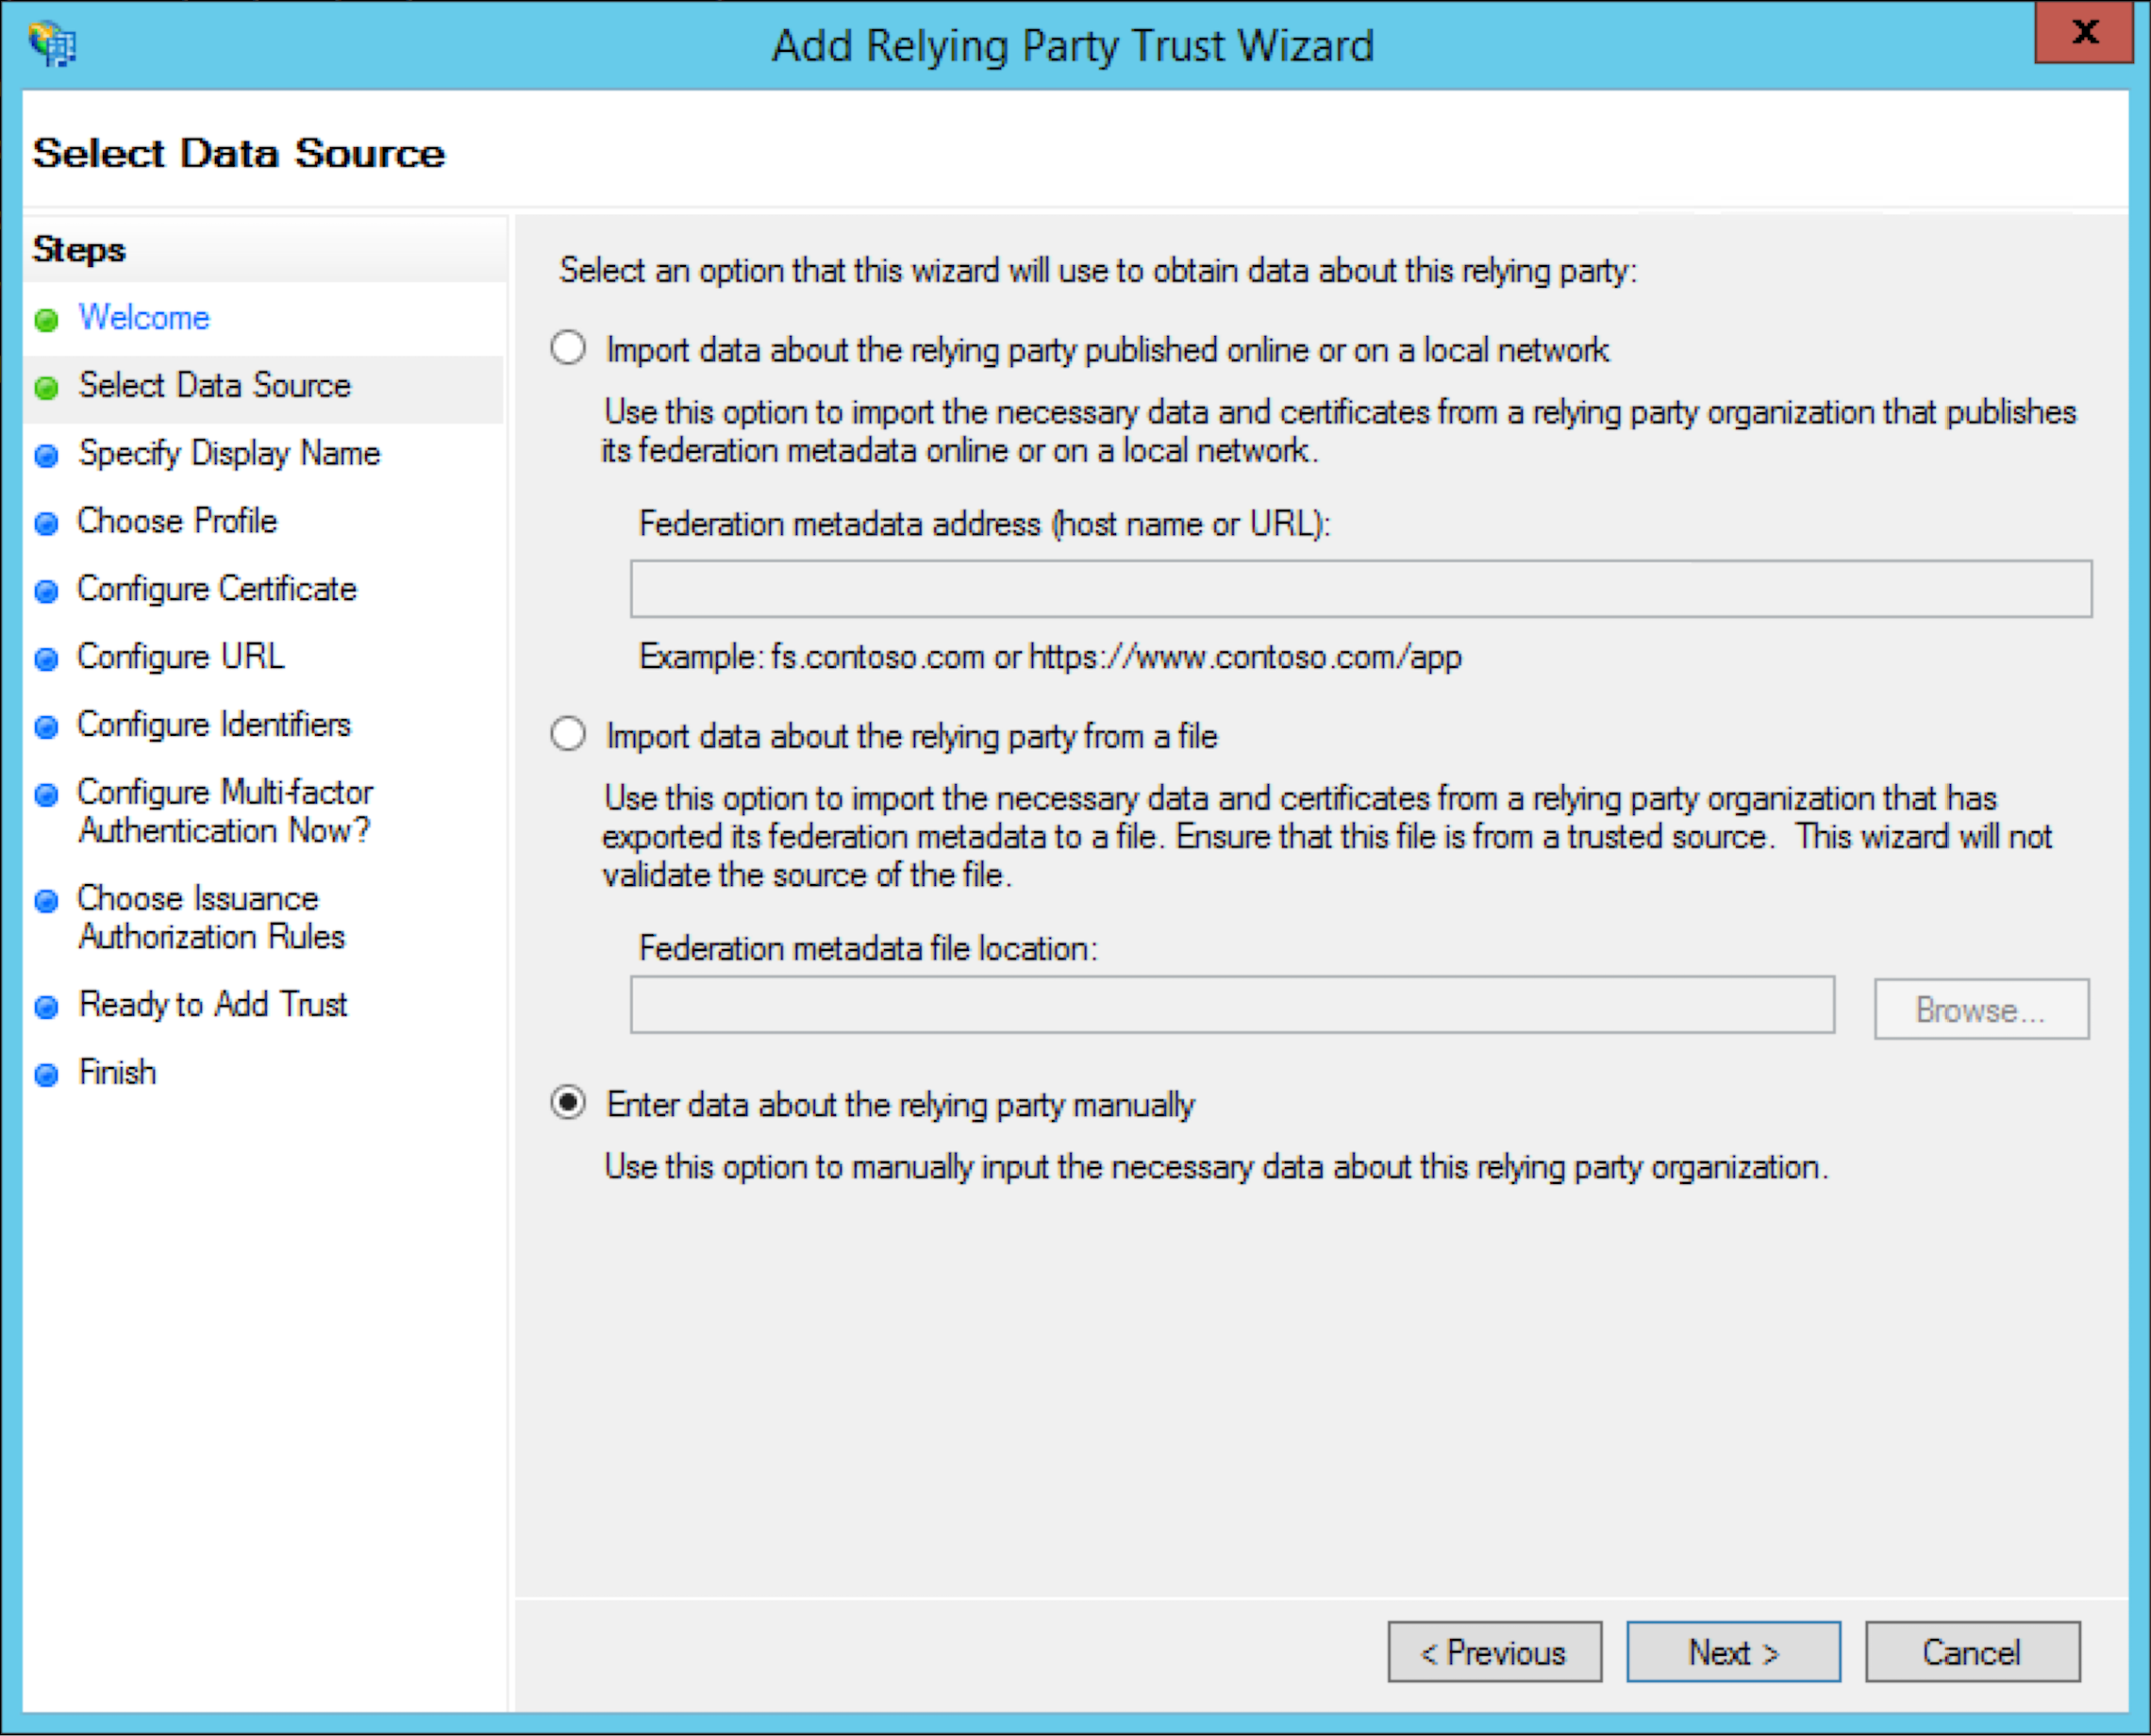 Add Relying Party Trust Wizard
x
Select Data Source
Steps
Welcome
Select Data Source
Specify Display Name
Choose Profile
Configure Certificate
Configure URL
Configure Identifiers
Configure Multi-factor
Authentication Now?
Choose Issuance
Authorization Rules
Ready to Add Trust
Finish
Select an option that this wizard will use to obtain data about this relying party:
Import data about the relying party published online or on a local network
Use this option to import the necessary data and certificates from a relying party organization that publishes
its federation metadata online or on a local network.
Federation metadata address (host name or URL):
Example: fs.contoso.com or https://www.contoso.com/app
Import data about the relying party from a file
Use this option to import the necessary data and certificates from a relying party organization that has
exported its federation metadata to a file. Ensure that this file is from a trusted source.  This wizard will not
validate the source of the file.
Federation metadata file location:
Browse...
Enter data about the relying party manually
Use this option to manually input the necessary data about this relying party organization.
< Previous
Next >
Cancel